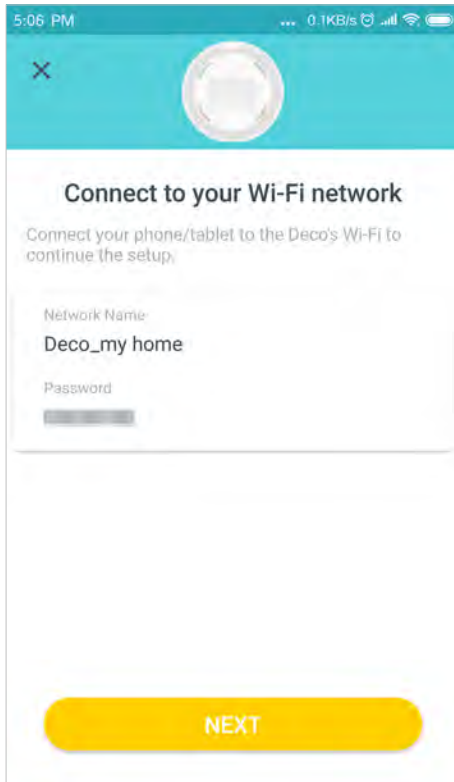 5:06 PM ... 0.1KB/s
Connect to your Wi-Fi network
Connect your phone/tablet to the Deco's Wi-Fi to
continue the setup.
Network Name
Deco_my home
Password
NEXT